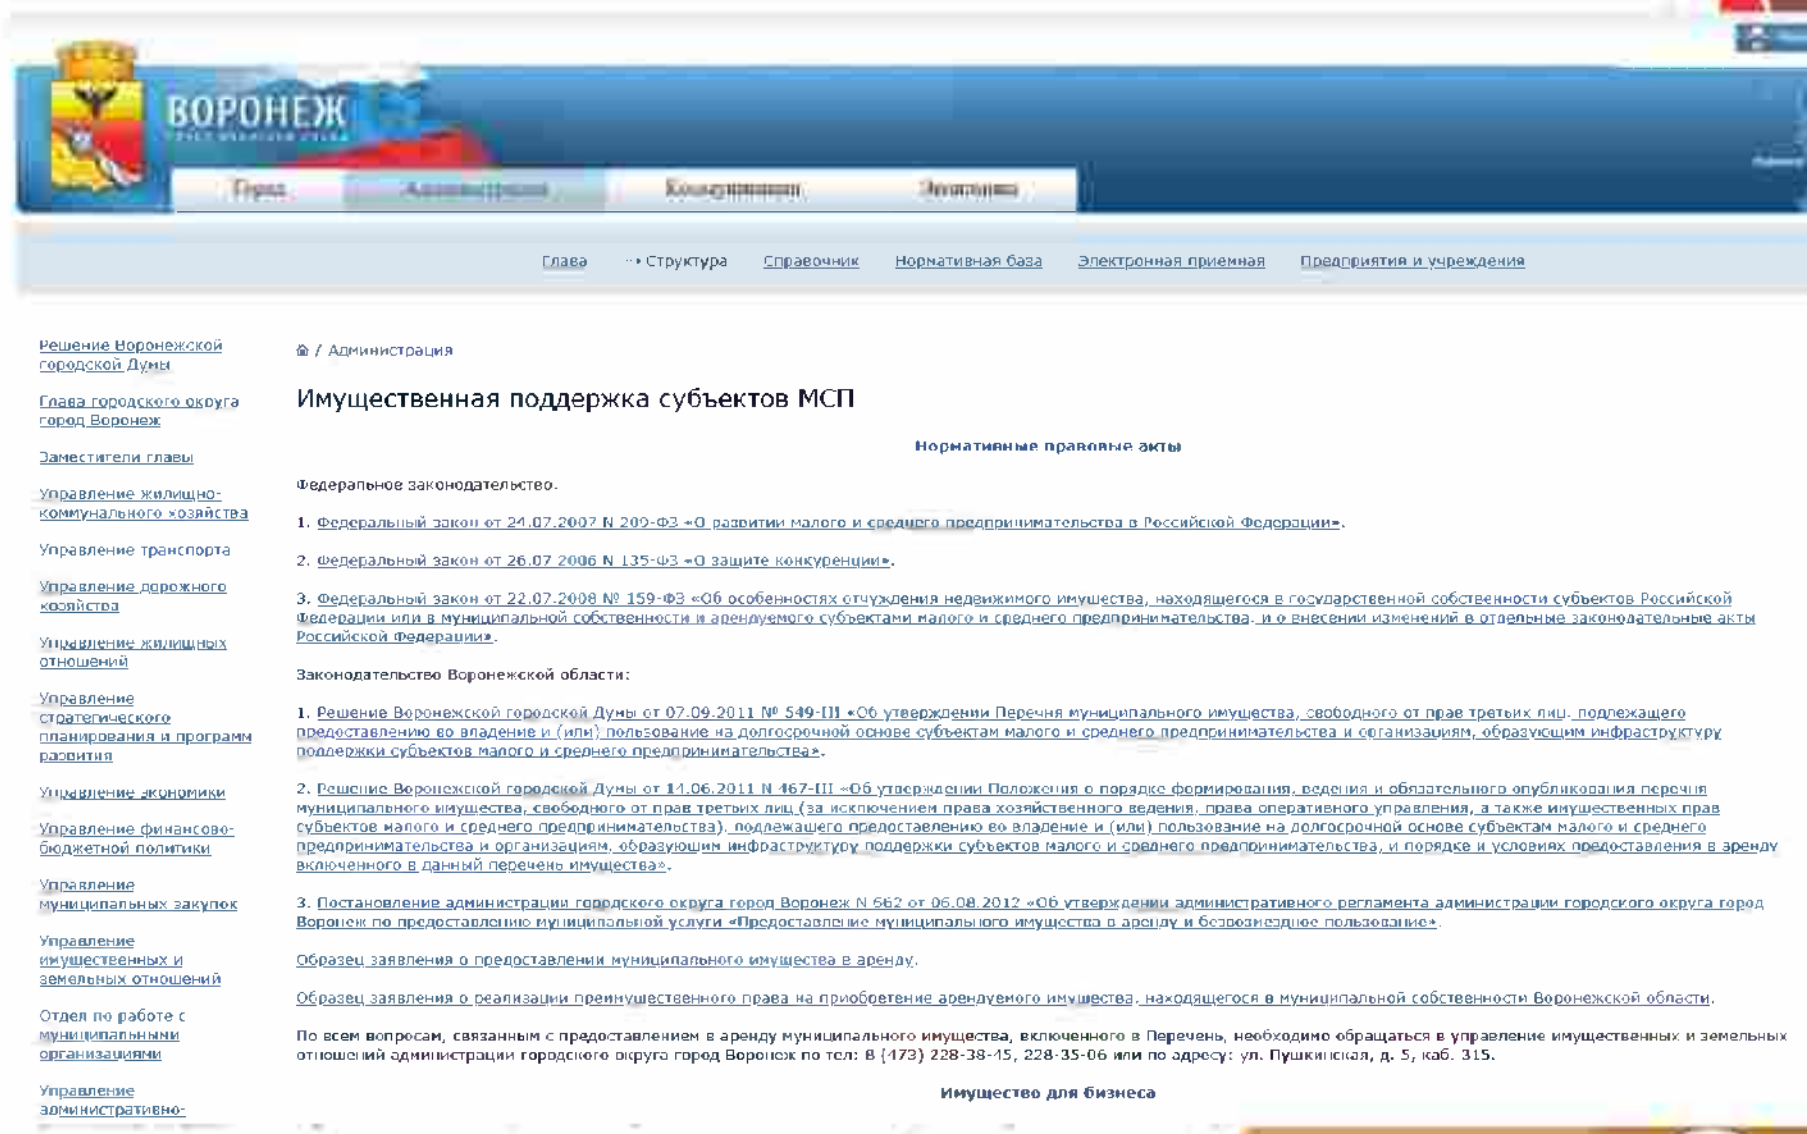 ВОРОНЕЖ
Город Администрация Коммуникации Экономика
Глава Структура Справочник Нормативная база Электронная приемная Предприятия и учреждения
Решение Воронежской
городской Думы
Глава городского округа
город Воронеж
Заместители главы
Управление жилищно-
коммунального хозяйства
Управление транспорта
Управление дорожного
хозяйства
Управление жилищных
отношений
Управление
стратегического
планирования и программ
развития
Управление экономики
Управление финансово-
бюджетной политики
Управление
муниципальных закупок
Управление
имущественных и
земельных отношений
Отдел по работе с
муниципальными
организациями
Управление
административно-
/ Администрация
Имущественная поддержка субъектов МСП
Нормативные правовые акты
Федеральное законодательство.
1. Федеральный закон от 24.07.2007 N 209-ФЗ «О развитии малого и среднего предпринимательства в Российской Федерации».
2. Федеральный закон от 26.07 2006 N 135-ФЗ «О защите конкуренции».
3. Федеральный закон от 22.07.2008 № 159-ФЗ «Об особенностях отчуждения недвижимого имущества, находящегося в государственной собственности субъектов Российской
Федерации или в муниципальной собственности и арендуемого субъектами малого и среднего предпринимательства, и о внесении изменений в отдельные законодательные акты
Российской Федерации».
Законодательство Воронежской области:
1. Решение Воронежской городской Думы от 07.09.2011 № 549-III «Об утверждении Перечня муниципального имущества, свободного от прав третьих лиц, подлежащего
предоставлению во владение и (или) пользование на долгосрочной основе субъектам малого и среднего предпринимательства и организациям, образующим инфраструктуру
поддержки субъектов малого и среднего предпринимательства».
2. Решение Воронежской городской Думы от 14.06.2011 N 467-III «Об утверждении Положения о порядке формирования, ведения и обязательного опубликования перечня
муниципального имущества, свободного от прав третьих лиц (за исключением права хозяйственного ведения, права оперативного управления, а также имущественных прав
субъектов малого и среднего предпринимательства), подлежащего предоставлению во владение и (или) пользование на долгосрочной основе субъектам малого и среднего
предпринимательства и организациям, образующим инфраструктуру поддержки субъектов малого и среднего предпринимательства, и порядке и условиях предоставления в аренду
включенного в данный перечень имущества».
3. Постановление администрации городского округа город Воронеж N 662 от 06.08.2012 «Об утверждении административного регламента администрации городского округа город
Воронеж по предоставлению муниципальной услуги «Предоставление муниципального имущества в аренду и безвозмездное пользование».
Образец заявления о предоставлении муниципального имущества в аренду.
Образец заявления о реализации преимущественного права на приобретение арендуемого имущества, находящегося в муниципальной собственности Воронежской области.
По всем вопросам, связанным с предоставлением в аренду муниципального имущества, включенного в Перечень, необходимо обращаться в управление имущественных и земельных
отношений администрации городского округа город Воронеж по тел: 8 (473) 228-38-45, 228-35-06 или по адресу: ул. Пушкинская, д. 5, каб. 315.
Имущество для бизнеса